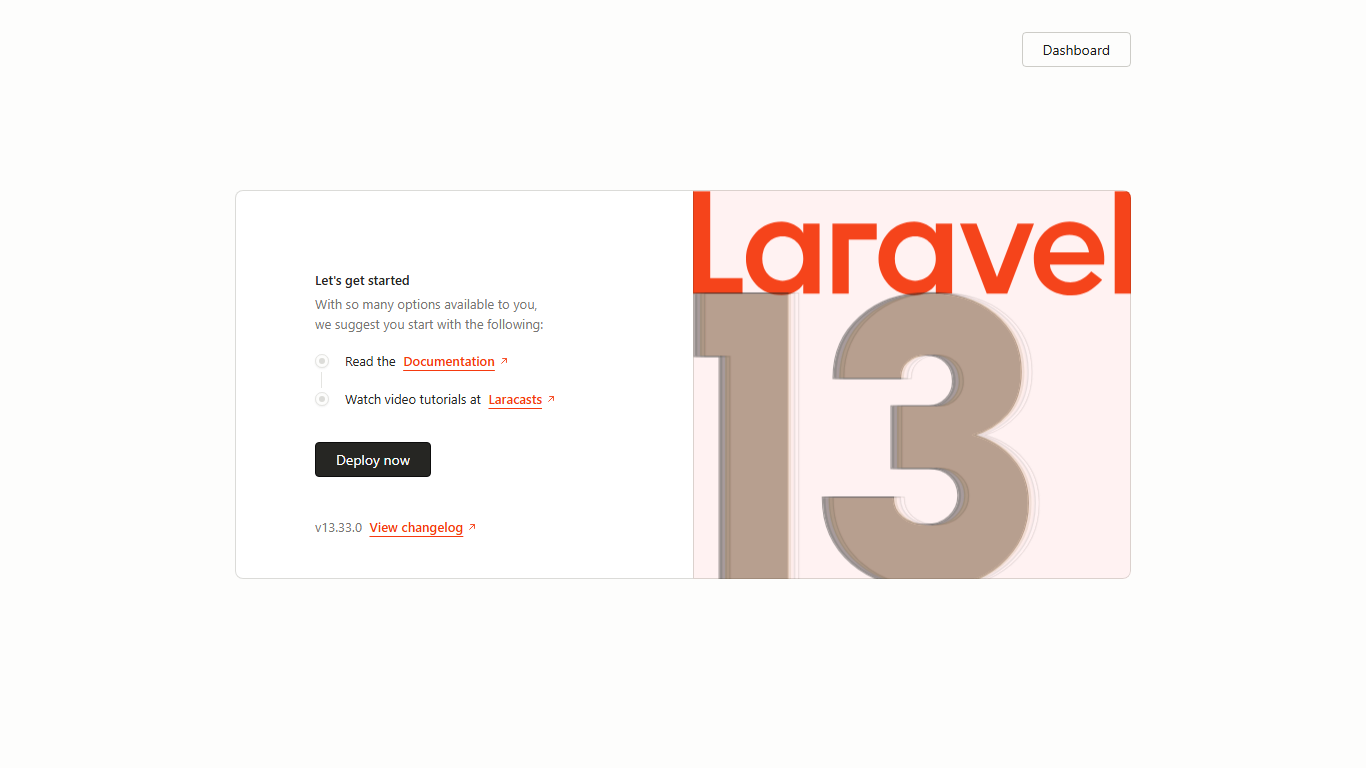 Dashboard
Let's get started
With so many options available to you,
we suggest you start with the following:
Read the Documentation
Watch video tutorials at Laracasts
Deploy now
v13.33.0 View changelog
Laravel
13